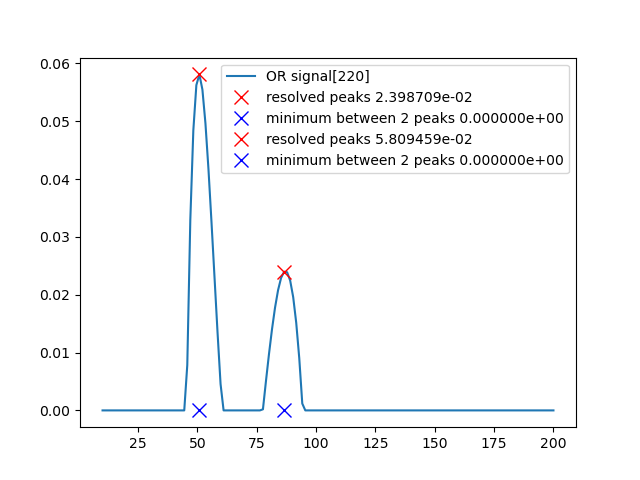 OR signal[220]
resolved peaks 2.398709e-02
minimum between 2 peaks 0.000000e+00
resolved peaks 5.809459e-02
minimum between 2 peaks 0.000000e+00
0.06
0.05
0.04
0.03
0.02
0.01
0.00
25 50 75 100 125 150 175 200